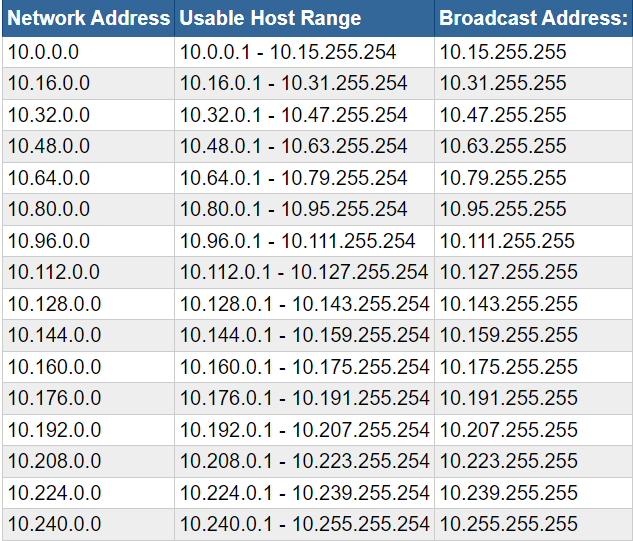 Network Address Usable Host Range Broadcast Address:
10.0.0.0 10.0.0.1 - 10.15.255.254 10.15.255.255
10.16.0.0 10.16.0.1 - 10.31.255.254 10.31.255.255
10.32.0.0 10.32.0.1 - 10.47.255.254 10.47.255.255
10.48.0.0 10.48.0.1 - 10.63.255.254 10.63.255.255
10.64.0.0 10.64.0.1 - 10.79.255.254 10.79.255.255
10.80.0.0 10.80.0.1 - 10.95.255.254 10.95.255.255
10.96.0.0 10.96.0.1 - 10.111.255.254 10.111.255.255
10.112.0.0 10.112.0.1 - 10.127.255.254 10.127.255.255
10.128.0.0 10.128.0.1 - 10.143.255.254 10.143.255.255
10.144.0.0 10.144.0.1 - 10.159.255.254 10.159.255.255
10.160.0.0 10.160.0.1 - 10.175.255.254 10.175.255.255
10.176.0.0 10.176.0.1 - 10.191.255.254 10.191.255.255
10.192.0.0 10.192.0.1 - 10.207.255.254 10.207.255.255
10.208.0.0 10.208.0.1 - 10.223.255.254 10.223.255.255
10.224.0.0 10.224.0.1 - 10.239.255.254 10.239.255.255
10.240.0.0 10.240.0.1 - 10.255.255.254 10.255.255.255